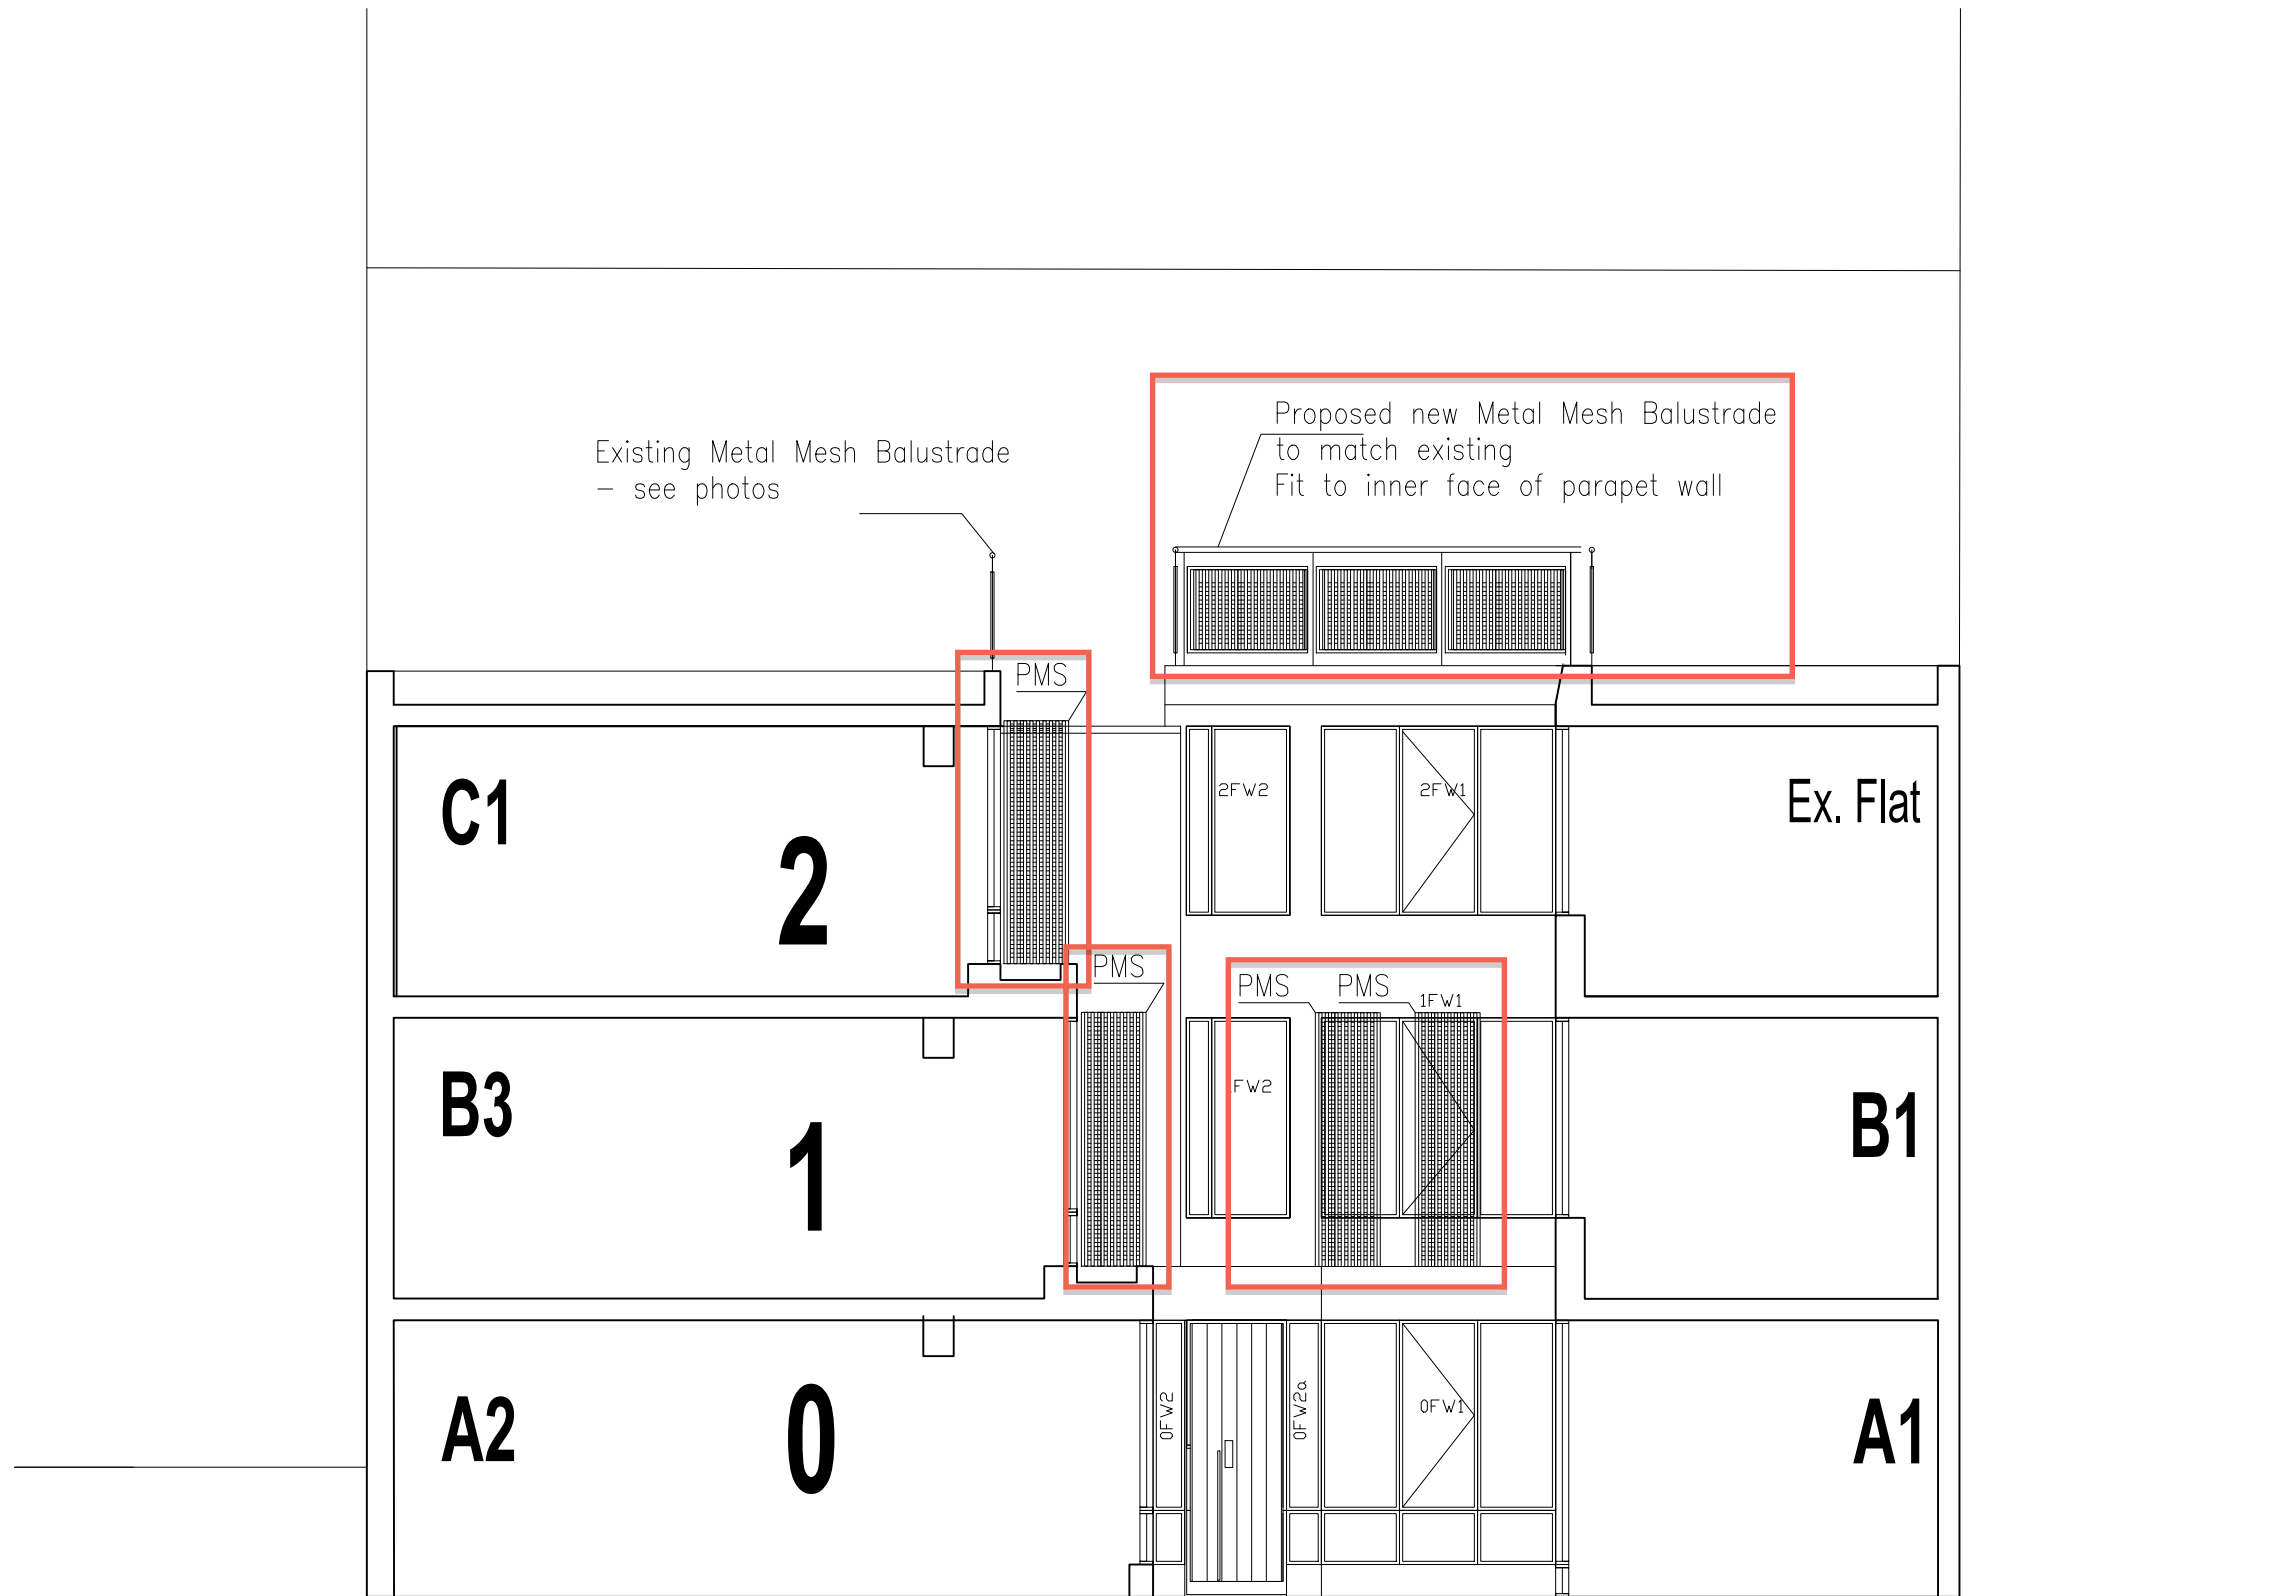 Proposed new Metal Mesh Balustrade
to match existing
Fit to inner face of parapet wall
Existing Metal Mesh Balustrade
- see photos
PMS
C1
2
2FW2
2FW1
Ex. Flat
PMS
PMS
PMS
1FW1
B3
1
FW2
B1
A2
0
0FW2
0FW2a
0FW1
A1